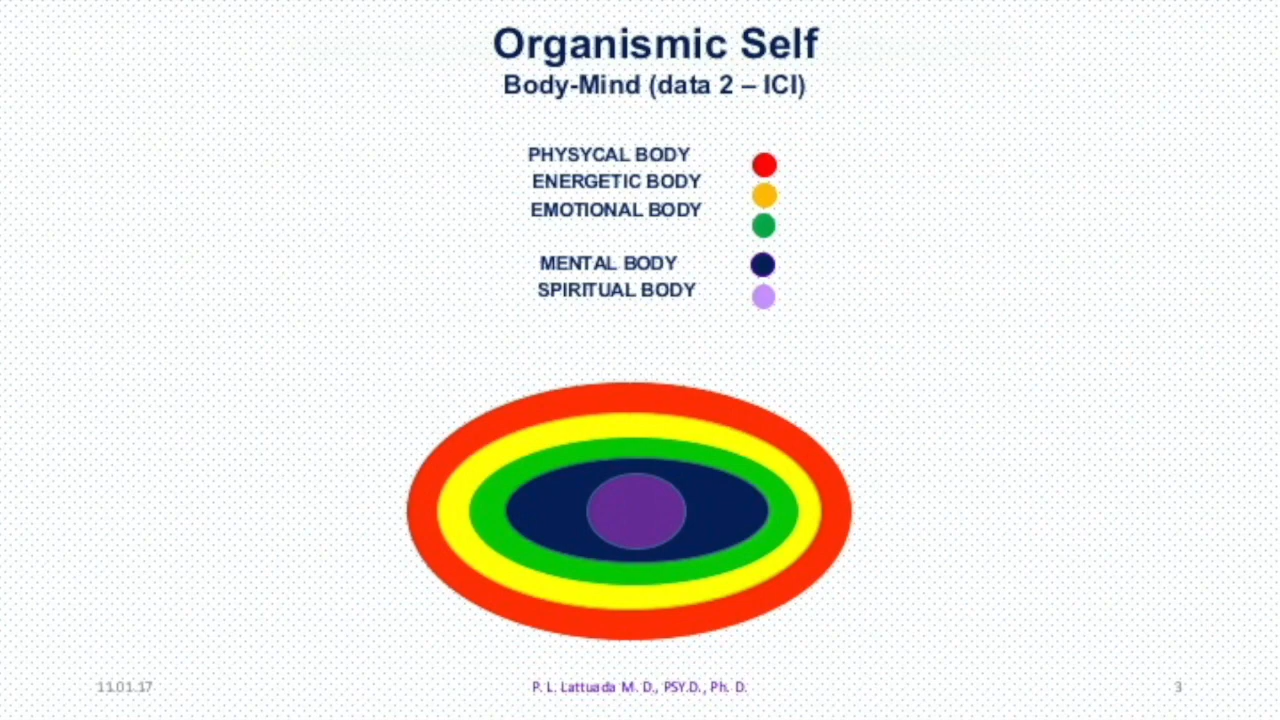 Organismic Self
Body-Mind (data 2 – ICI)
PHYSYCAL BODY
ENERGETIC BODY
EMOTIONAL BODY
MENTAL BODY
SPIRITUAL BODY
11.01.17
P. L. Lattuada M. D., PSY.D., Ph. D.
3